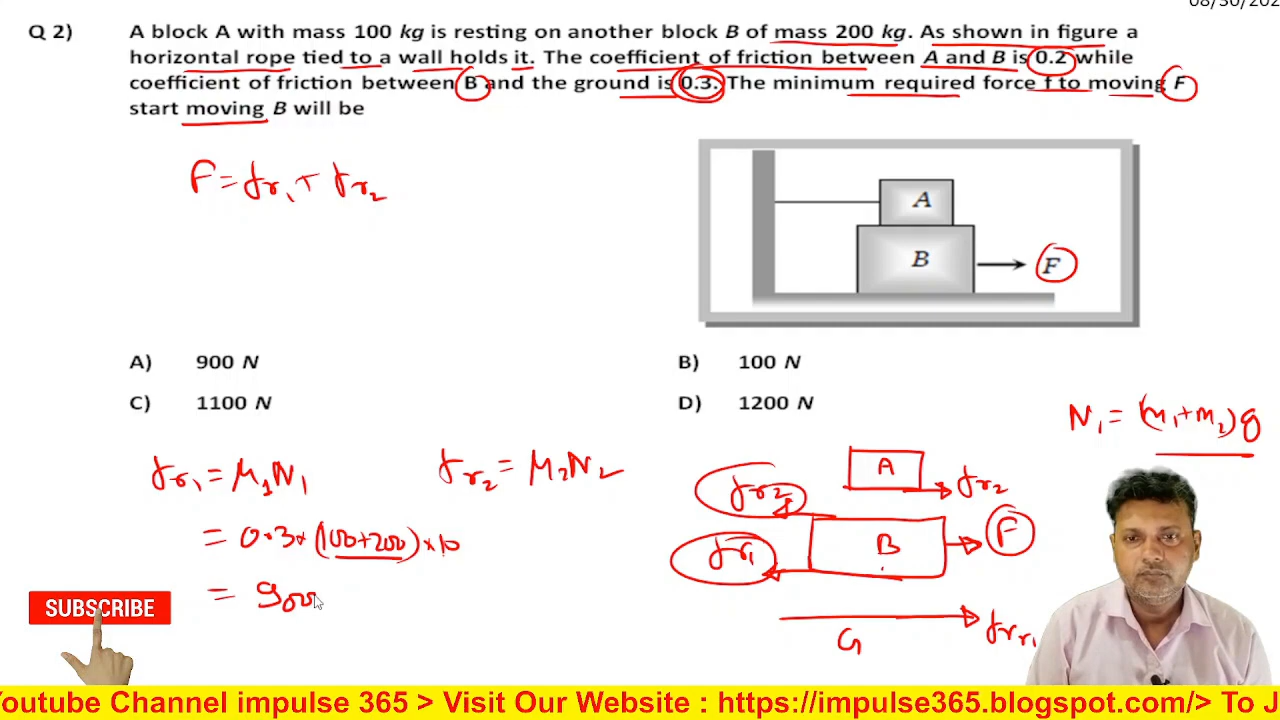 08/30/202
Q 2) A block A with mass 100 kg is resting on another block B of mass 200 kg. As shown in figure a
horizontal rope tied to a wall holds it. The coefficient of friction between A and B is 0.2 while
coefficient of friction between B and the ground is 0.3. The minimum required force f to moving F
start moving B will be
F = fr₁ + fr₂
A
B
F
A) 900 N
B) 100 N
C) 1100 N
D) 1200 N
N₁ = (m₁+m₂)g
fr₁ = μ₁N₁
fr₂ = μ₂N₂
= 0.3×(100+200)×10
= 900
A
fr₂
fr₂
B
F
fr₁
G
fr₁
SUBSCRIBE
Youtube Channel impulse 365 > Visit Our Website : https://impulse365.blogspot.com/> To J